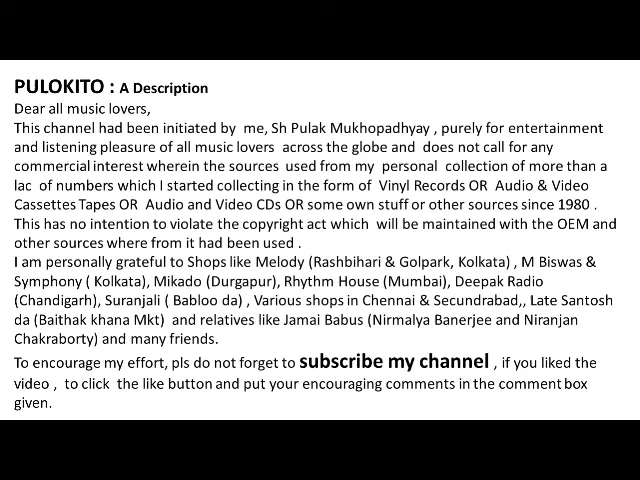 PULOKITO : A Description
Dear all music lovers,
This channel had been initiated by me, Sh Pulak Mukhopadhyay , purely for entertainment
and listening pleasure of all music lovers across the globe and does not call for any
commercial interest wherein the sources used from my personal collection of more than a
lac of numbers which I started collecting in the form of Vinyl Records OR Audio & Video
Cassettes Tapes OR Audio and Video CDs OR some own stuff or other sources since 1980 .
This has no intention to violate the copyright act which will be maintained with the OEM and
other sources where from it had been used .
I am personally grateful to Shops like Melody (Rashbihari & Golpark, Kolkata) , M Biswas &
Symphony ( Kolkata), Mikado (Durgapur), Rhythm House (Mumbai), Deepak Radio
(Chandigarh), Suranjali ( Babloo da) , Various shops in Chennai & Secundrabad,, Late Santosh
da (Baithak khana Mkt) and relatives like Jamai Babus (Nirmalya Banerjee and Niranjan
Chakraborty) and many friends.
To encourage my effort, pls do not forget to subscribe my channel , if you liked the
video , to click the like button and put your encouraging comments in the comment box
given.